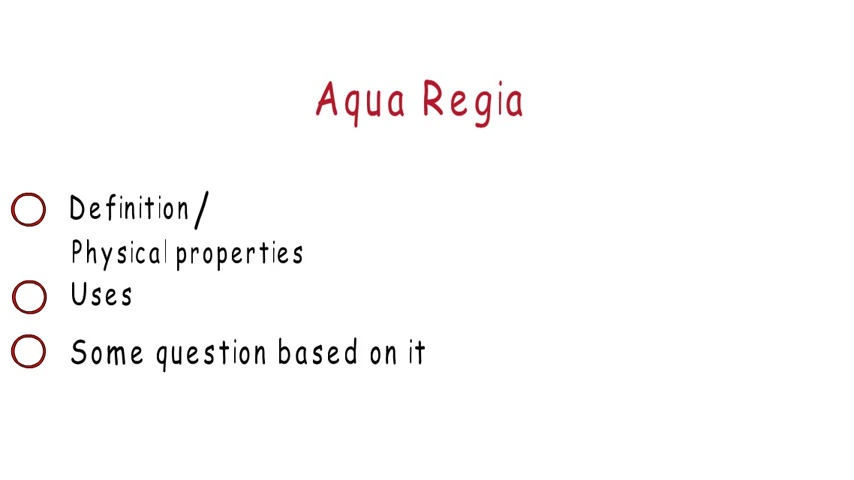 Aqua Regia
Definition/
Physical properties
Uses
Some question based on it